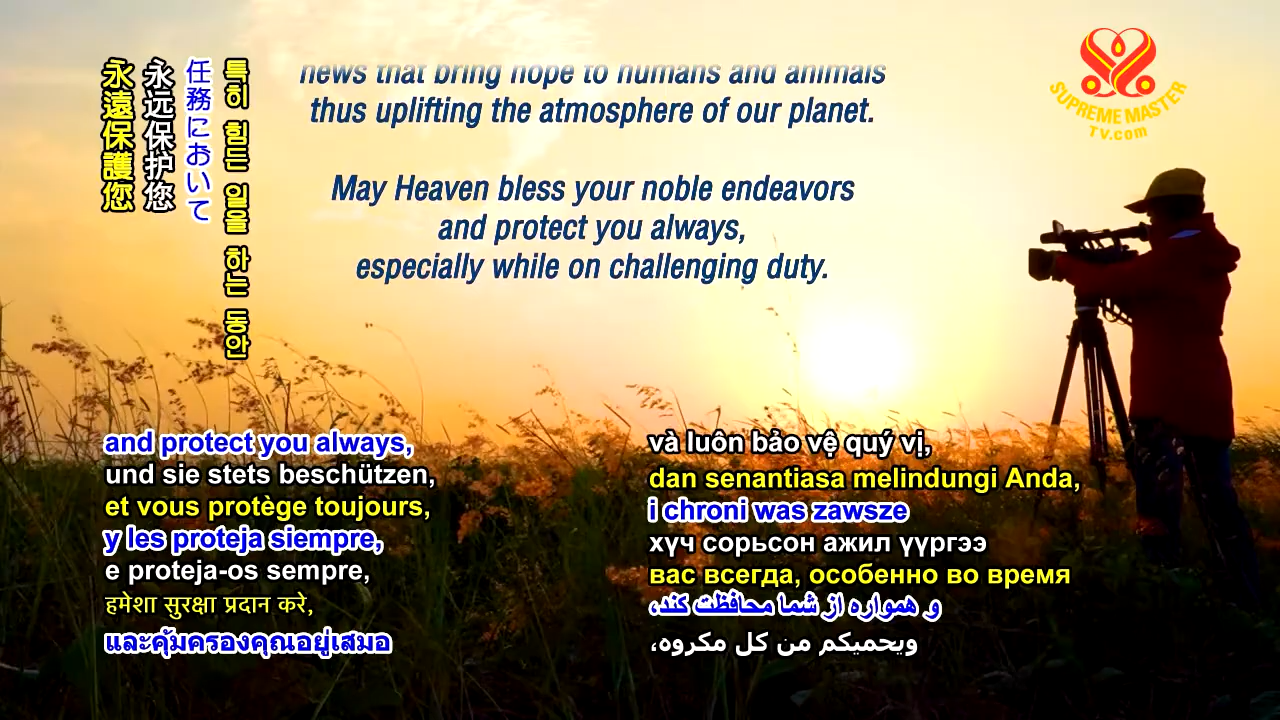 永遠保護您
永远保护您
任務において
특히 힘든 일을 하는 동안
news that bring hope to humans and animals
thus uplifting the atmosphere of our planet.
May Heaven bless your noble endeavors
and protect you always,
especially while on challenging duty.
SUPREME MASTER
TV.com
and protect you always,
und sie stets beschützen,
et vous protège toujours,
y les proteja siempre,
e proteja-os sempre,
हमेशा सुरक्षा प्रदान करे,
และคุ้มครองคุณอยู่เสมอ
và luôn bảo vệ quý vị,
dan senantiasa melindungi Anda,
i chroni was zawsze
хүч сорьсон ажил үүргээ
вас всегда, особенно во время
و همواره از شما محافظت کند،
ويحميكم من كل مكروه،